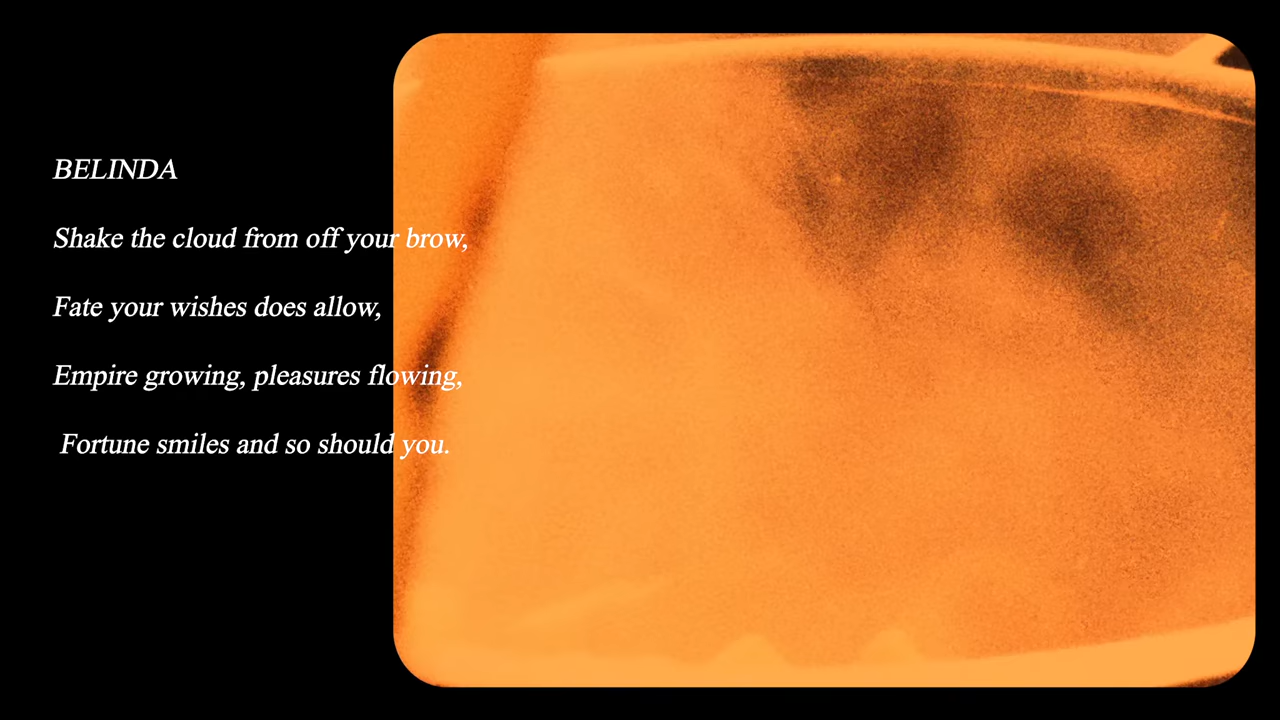 BELINDA
Shake the cloud from off your brow,
Fate your wishes does allow,
Empire growing, pleasures flowing,
Fortune smiles and so should you.